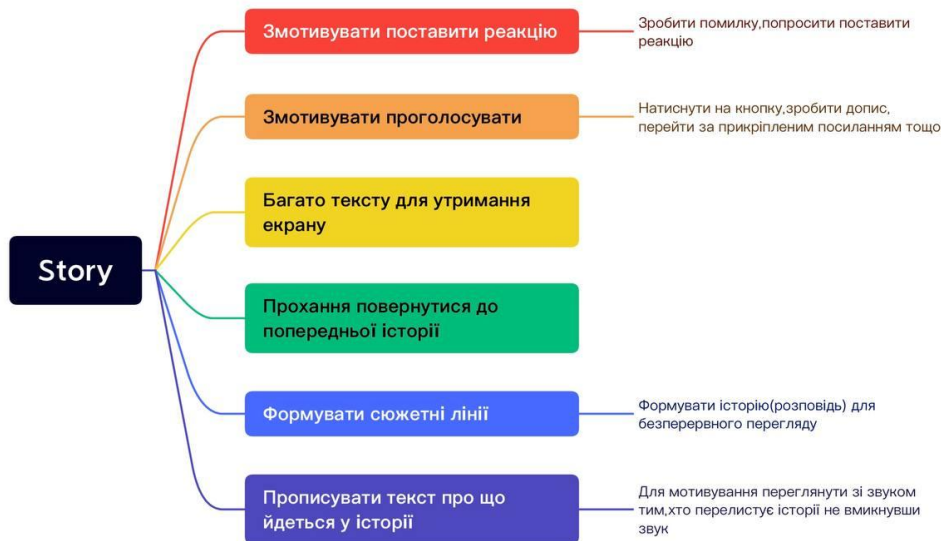 Змотивувати поставити реакцію
Зробити помилку,попросити поставити
реакцію
Змотивувати проголосувати
Натиснути на кнопку,зробити допис,
перейти за прикріпленим посиланням тощо
Багато тексту для утримання
екрану
Story
Прохання повернутися до
попередньої історії
Формувати сюжетні лінії
Формувати історію(розповідь) для
безперервного перегляду
Прописувати текст про що
йдеться у історії
Для мотивування переглянути зі звуком
тим,хто перелистує історії не вмикнувши
звук